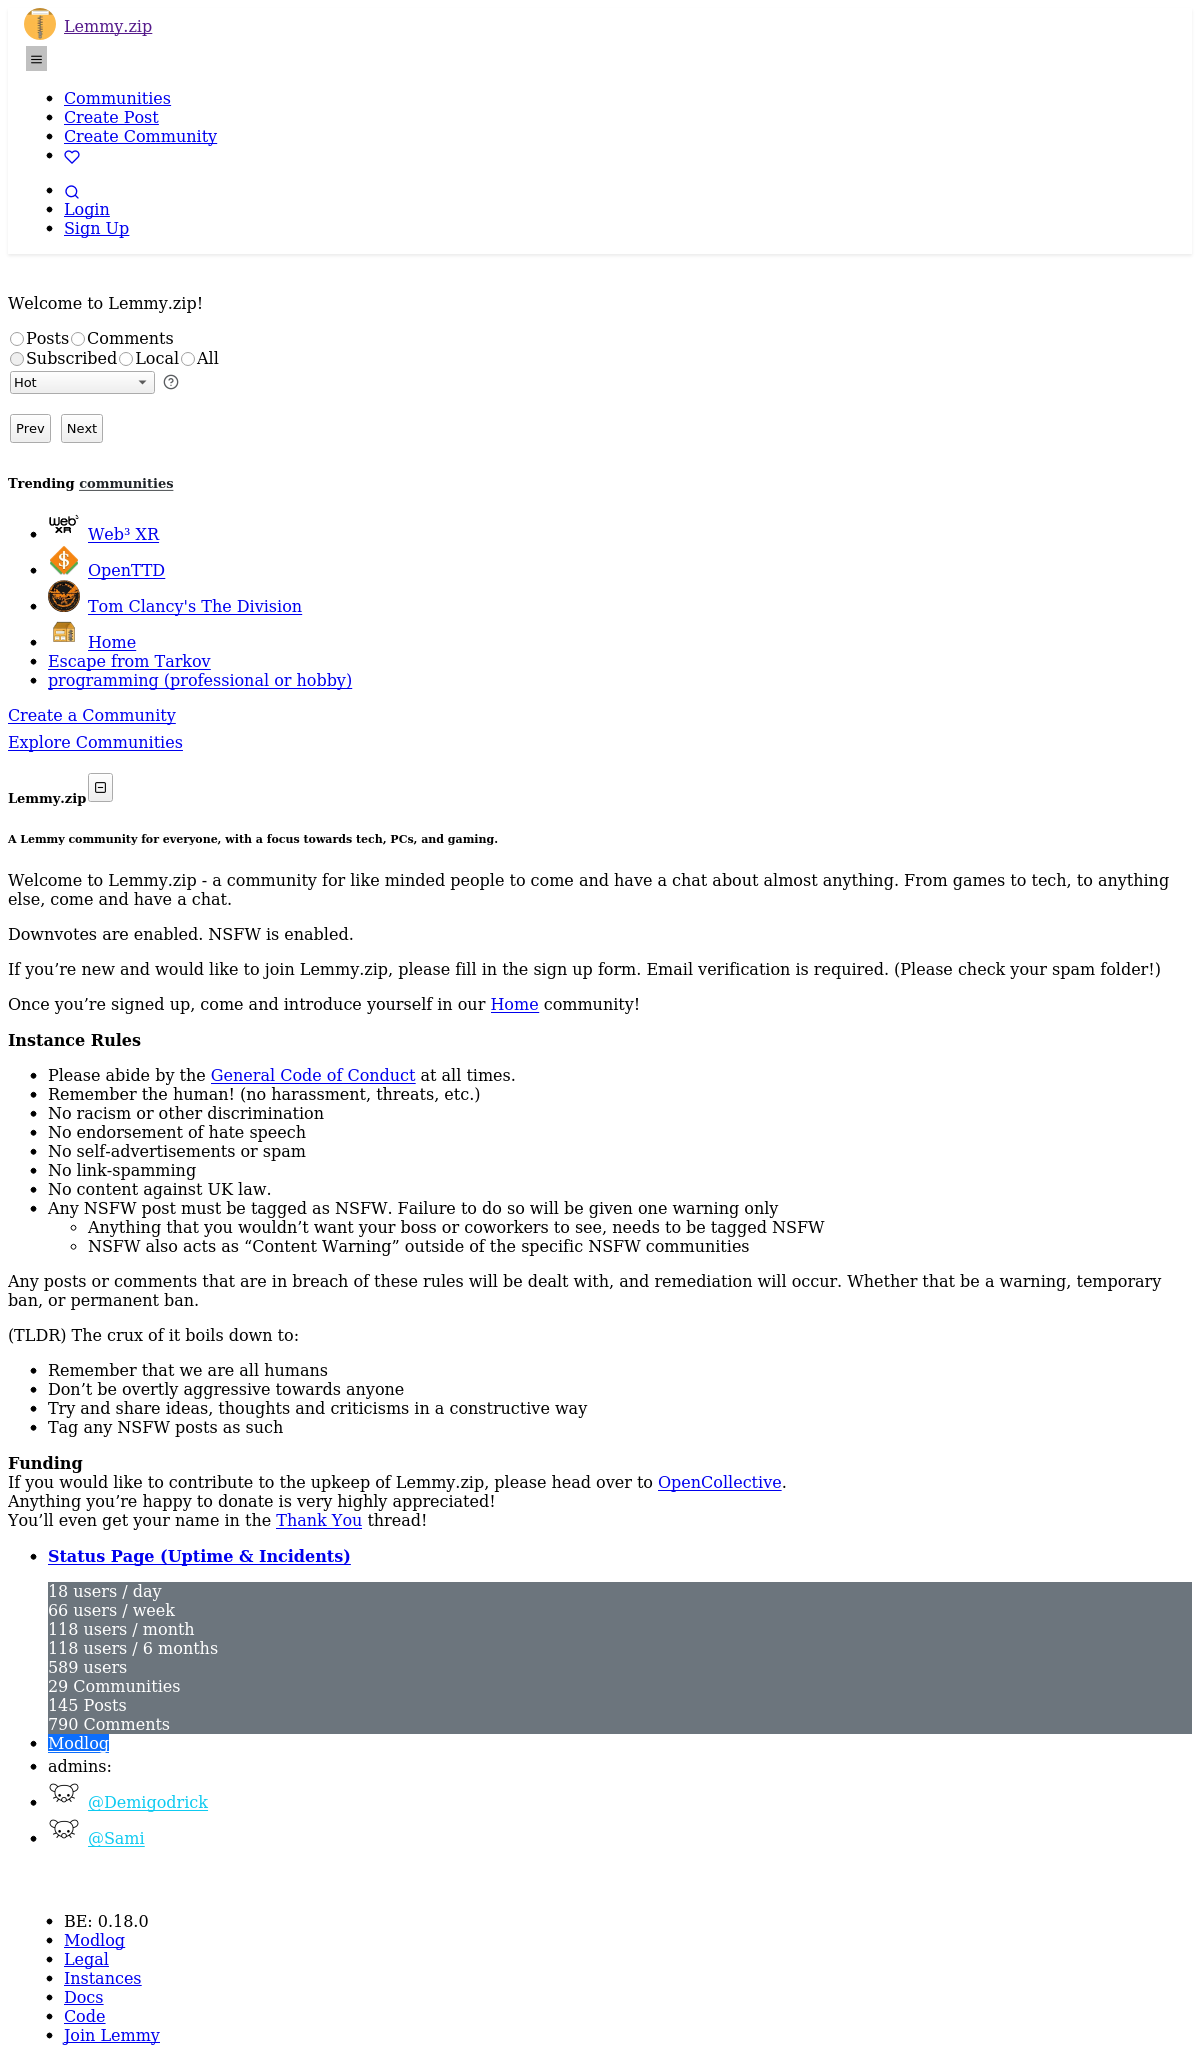 Lemmy.zip
Communities
Create Post
Create Community
Login
Sign Up
Welcome to Lemmy.zip!
Posts Comments
Subscribed Local All
Hot
Prev Next
Trending communities
Web³ XR
Web³ XR
OpenTTD
Tom Clancy's The Division
Home
Escape from Tarkov
programming (professional or hobby)
Create a Community
Explore Communities
Lemmy.zip
A Lemmy community for everyone, with a focus towards tech, PCs, and gaming.
Welcome to Lemmy.zip - a community for like minded people to come and have a chat about almost anything. From games to tech, to anything
else, come and have a chat.
Downvotes are enabled. NSFW is enabled.
If you’re new and would like to join Lemmy.zip, please fill in the sign up form. Email verification is required. (Please check your spam folder!)
Once you’re signed up, come and introduce yourself in our Home community!
Instance Rules
Please abide by the General Code of Conduct at all times.
Remember the human! (no harassment, threats, etc.)
No racism or other discrimination
No endorsement of hate speech
No self-advertisements or spam
No link-spamming
No content against UK law.
Any NSFW post must be tagged as NSFW. Failure to do so will be given one warning only
Anything that you wouldn’t want your boss or coworkers to see, needs to be tagged NSFW
NSFW also acts as “Content Warning” outside of the specific NSFW communities
Any posts or comments that are in breach of these rules will be dealt with, and remediation will occur. Whether that be a warning, temporary
ban, or permanent ban.
(TLDR) The crux of it boils down to:
Remember that we are all humans
Don’t be overtly aggressive towards anyone
Try and share ideas, thoughts and criticisms in a constructive way
Tag any NSFW posts as such
Funding
If you would like to contribute to the upkeep of Lemmy.zip, please head over to OpenCollective.
Anything you’re happy to donate is very highly appreciated!
You’ll even get your name in the Thank You thread!
Status Page (Uptime & Incidents)
18 users / day
66 users / week
118 users / month
118 users / 6 months
589 users
29 Communities
145 Posts
790 Comments
Modlog
admins:
@Demigodrick
@Sami
BE: 0.18.0
Modlog
Legal
Instances
Docs
Code
Join Lemmy